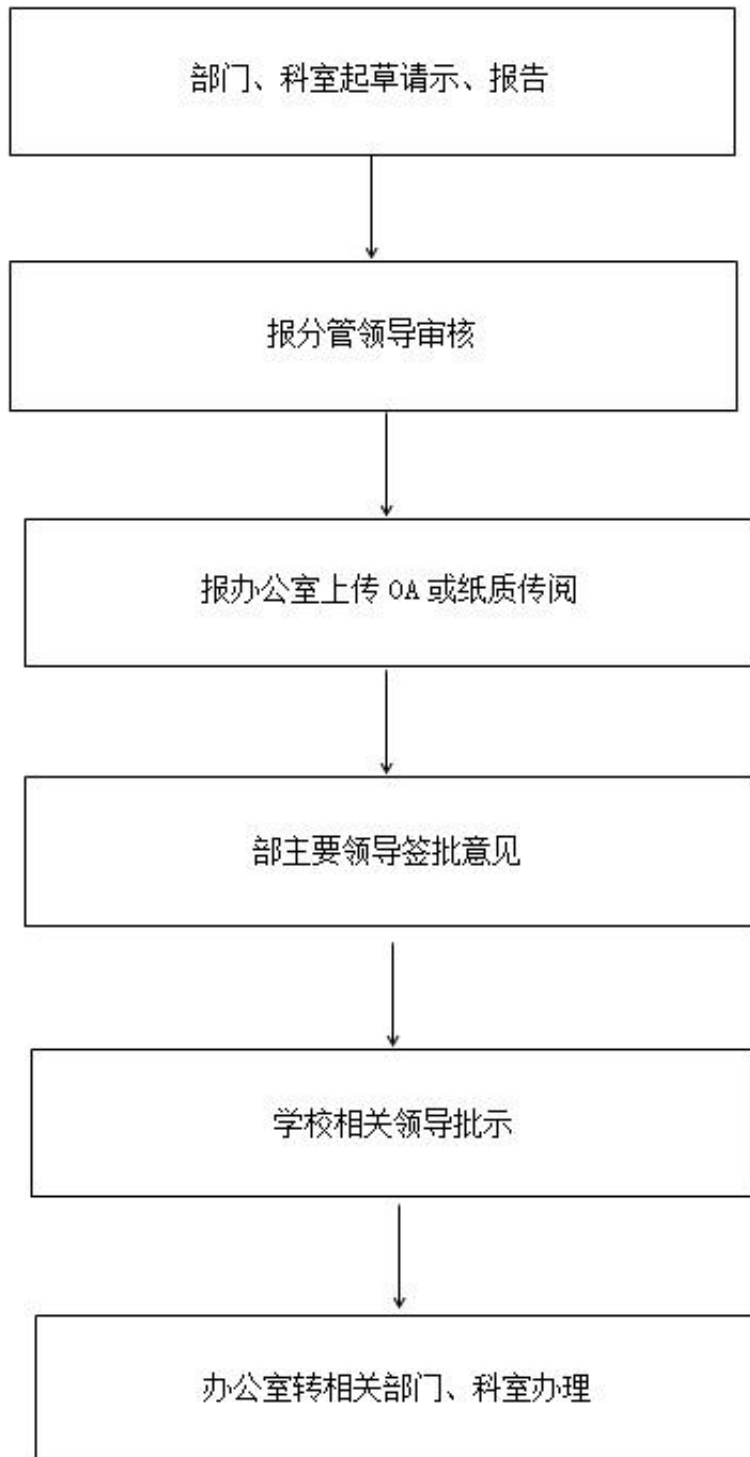 部门、科室起草请示、报告
报分管领导审核
报办公室上传 OA 或纸质传阅
部主要领导签批意见
学校相关领导批示
办公室转相关部门、科室办理